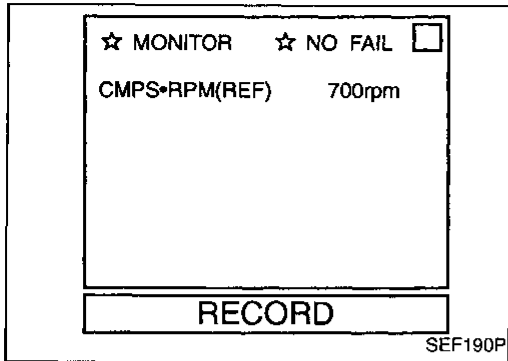 ☆ MONITOR ☆ NO FAIL
CMPS•RPM(REF) 700rpm
RECORD
SEF190P